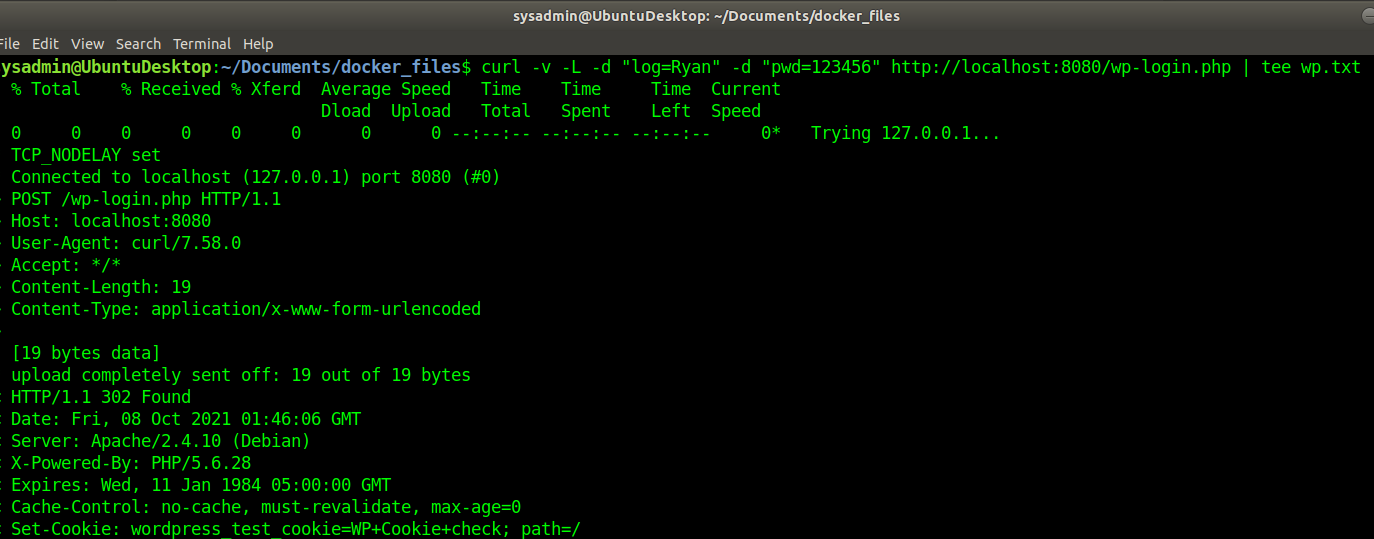 sysadmin@UbuntuDesktop: ~/Documents/docker_files
File Edit View Search Terminal Help
ysadmin@UbuntuDesktop:~/Documents/docker_files$ curl -v -L -d "log=Ryan" -d "pwd=123456" http://localhost:8080/wp-login.php | tee wp.txt
% Total % Received % Xferd Average Speed Time Time Time Current
Dload Upload Total Spent Left Speed
0 0 0 0 0 0 0 0 --:--:-- --:--:-- --:--:-- 0* Trying 127.0.0.1...
TCP_NODELAY set
Connected to localhost (127.0.0.1) port 8080 (#0)
> POST /wp-login.php HTTP/1.1
> Host: localhost:8080
> User-Agent: curl/7.58.0
> Accept: */*
> Content-Length: 19
> Content-Type: application/x-www-form-urlencoded
>
[19 bytes data]
upload completely sent off: 19 out of 19 bytes
< HTTP/1.1 302 Found
< Date: Fri, 08 Oct 2021 01:46:06 GMT
< Server: Apache/2.4.10 (Debian)
< X-Powered-By: PHP/5.6.28
< Expires: Wed, 11 Jan 1984 05:00:00 GMT
< Cache-Control: no-cache, must-revalidate, max-age=0
< Set-Cookie: wordpress_test_cookie=WP+Cookie+check; path=/